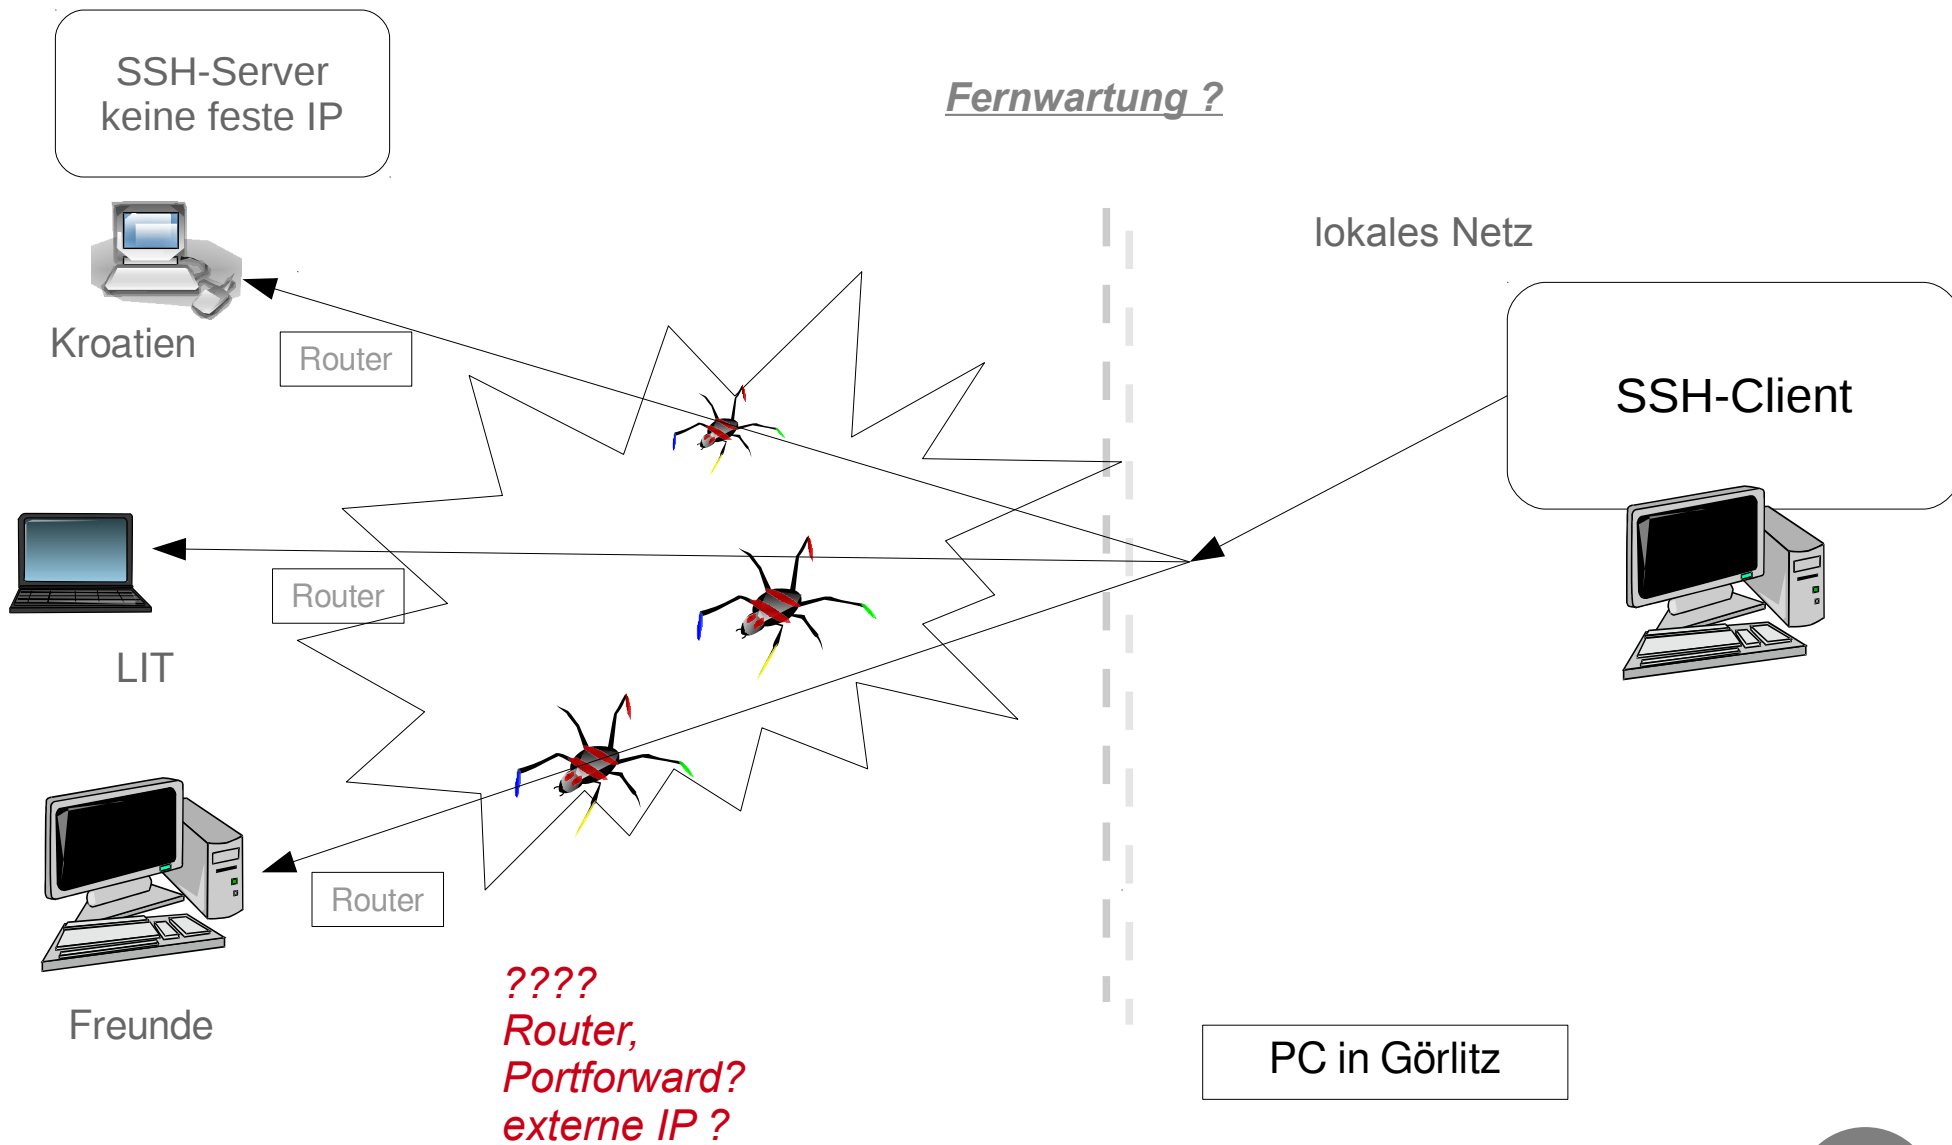 SSH-Server
keine feste IP
Fernwartung ?
lokales Netz
Kroatien
Router
SSH-Client
Router
LIT
Router
Freunde
????
Router,
Portforward?
externe IP ?
PC in Görlitz